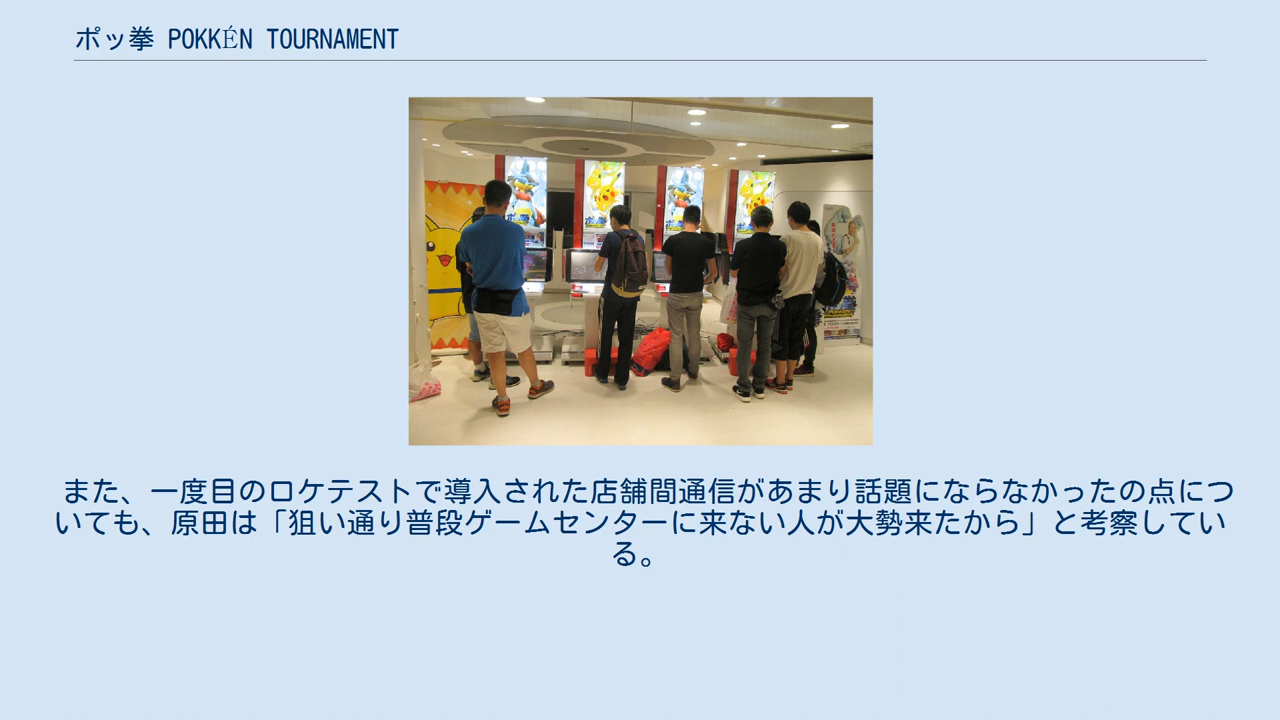 ポッ拳 POKKÉN TOURNAMENT
また、一度目のロケテストで導入された店舗間通信があまり話題にならなかったの点につ
いても、原田は「狙い通り普段ゲームセンターに来ない人が大勢来たから」と考察してい
る。